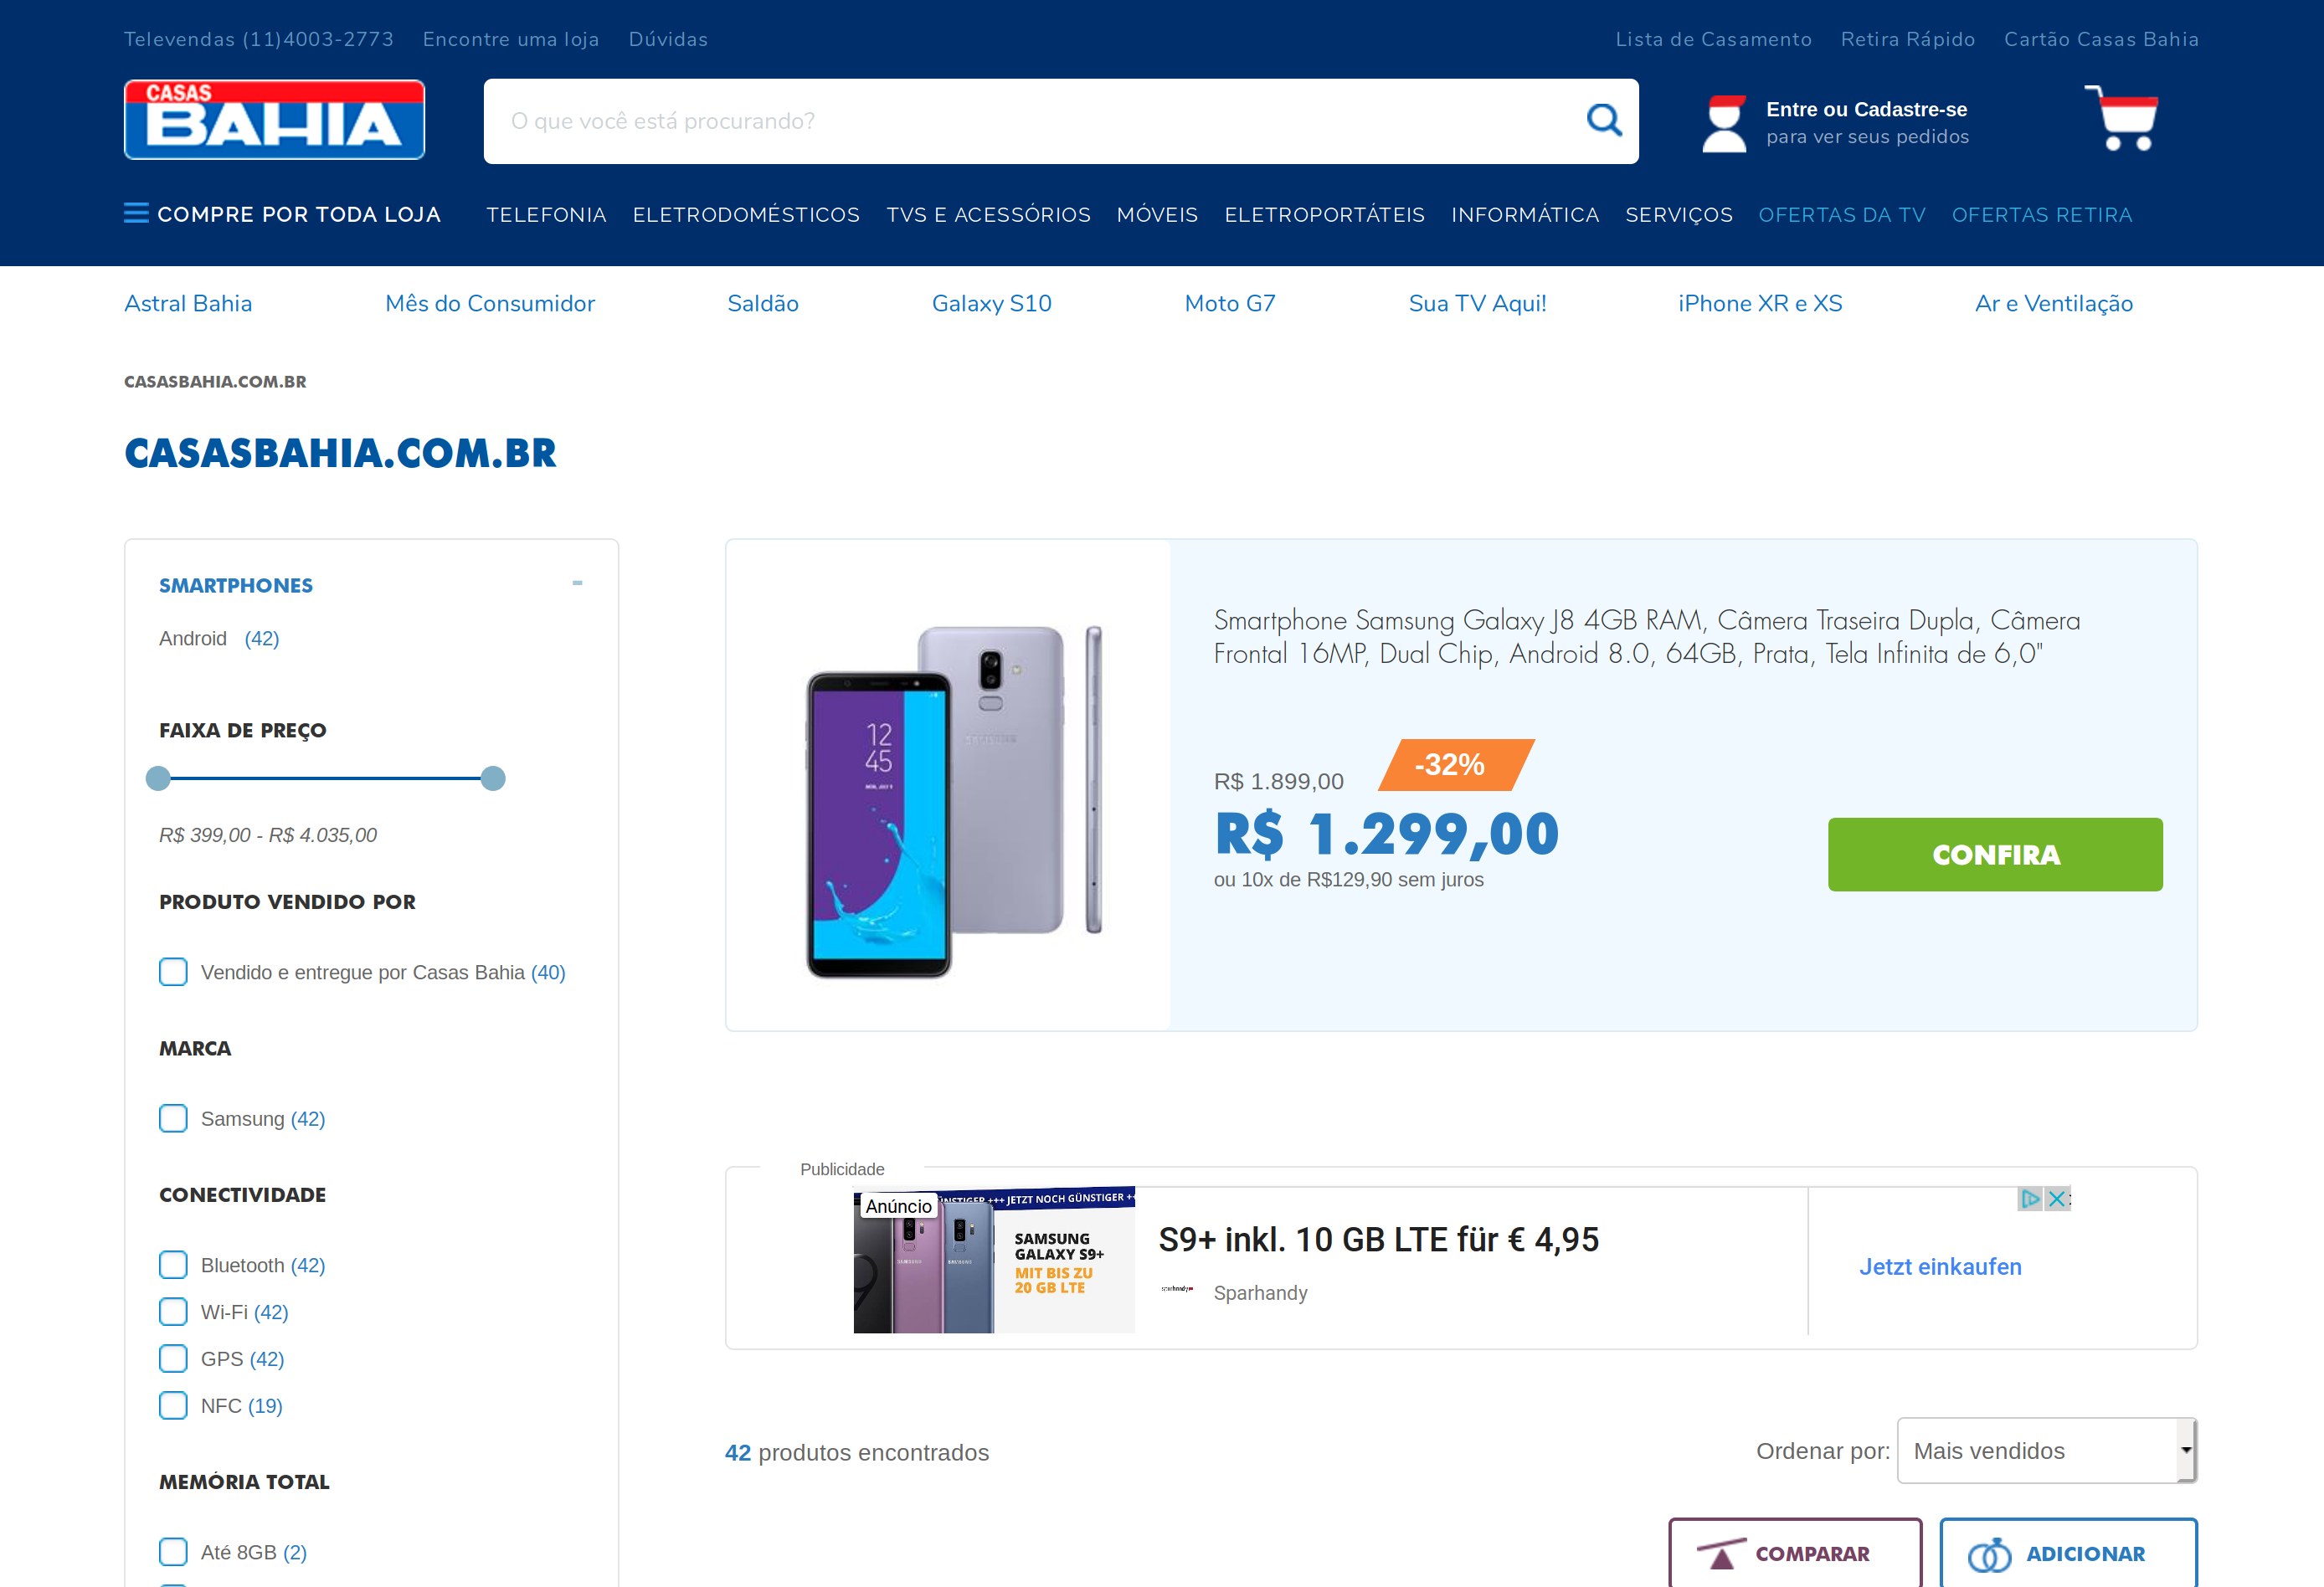 Televendas (11)4003-2773 Encontre uma loja Dúvidas Lista de Casamento Retira Rápido Cartão Casas Bahia
CASAS
BAHIA
O que você está procurando?
Entre ou Cadastre-se
para ver seus pedidos
COMPRE POR TODA LOJA TELEFONIA ELETRODOMÉSTICOS TVS E ACESSÓRIOS MÓVEIS ELETROPORTÁTEIS INFORMÁTICA SERVIÇOS OFERTAS DA TV OFERTAS RETIRA
Astral Bahia Mês do Consumidor Saldão Galaxy S10 Moto G7 Sua TV Aqui! iPhone XR e XS Ar e Ventilação
CASASBAHIA.COM.BR
CASASBAHIA.COM.BR
SMARTPHONES -
Android (42)
FAIXA DE PREÇO
R$ 399,00 - R$ 4.035,00
PRODUTO VENDIDO POR
Vendido e entregue por Casas Bahia (40)
MARCA
Samsung (42)
CONECTIVIDADE
Bluetooth (42)
Wi-Fi (42)
GPS (42)
NFC (19)
MEMÓRIA TOTAL
Até 8GB (2)
12
45
SAMSUNG
Smartphone Samsung Galaxy J8 4GB RAM, Câmera Traseira Dupla, Câmera
Frontal 16MP, Dual Chip, Android 8.0, 64GB, Prata, Tela Infinita de 6,0"
-32%
R$ 1.899,00
R$ 1.299,00
ou 10x de R$129,90 sem juros
CONFIRA
Publicidade
Anúncio
+++ JETZT NOCH GÜNSTIGER
SAMSUNG
GALAXY S9+
MIT BIS ZU
20 GB LTE
S9+ inkl. 10 GB LTE für € 4,95
sparhandy
Sparhandy
Jetzt einkaufen
42 produtos encontrados
Ordenar por: Mais vendidos
COMPARAR
ADICIONAR